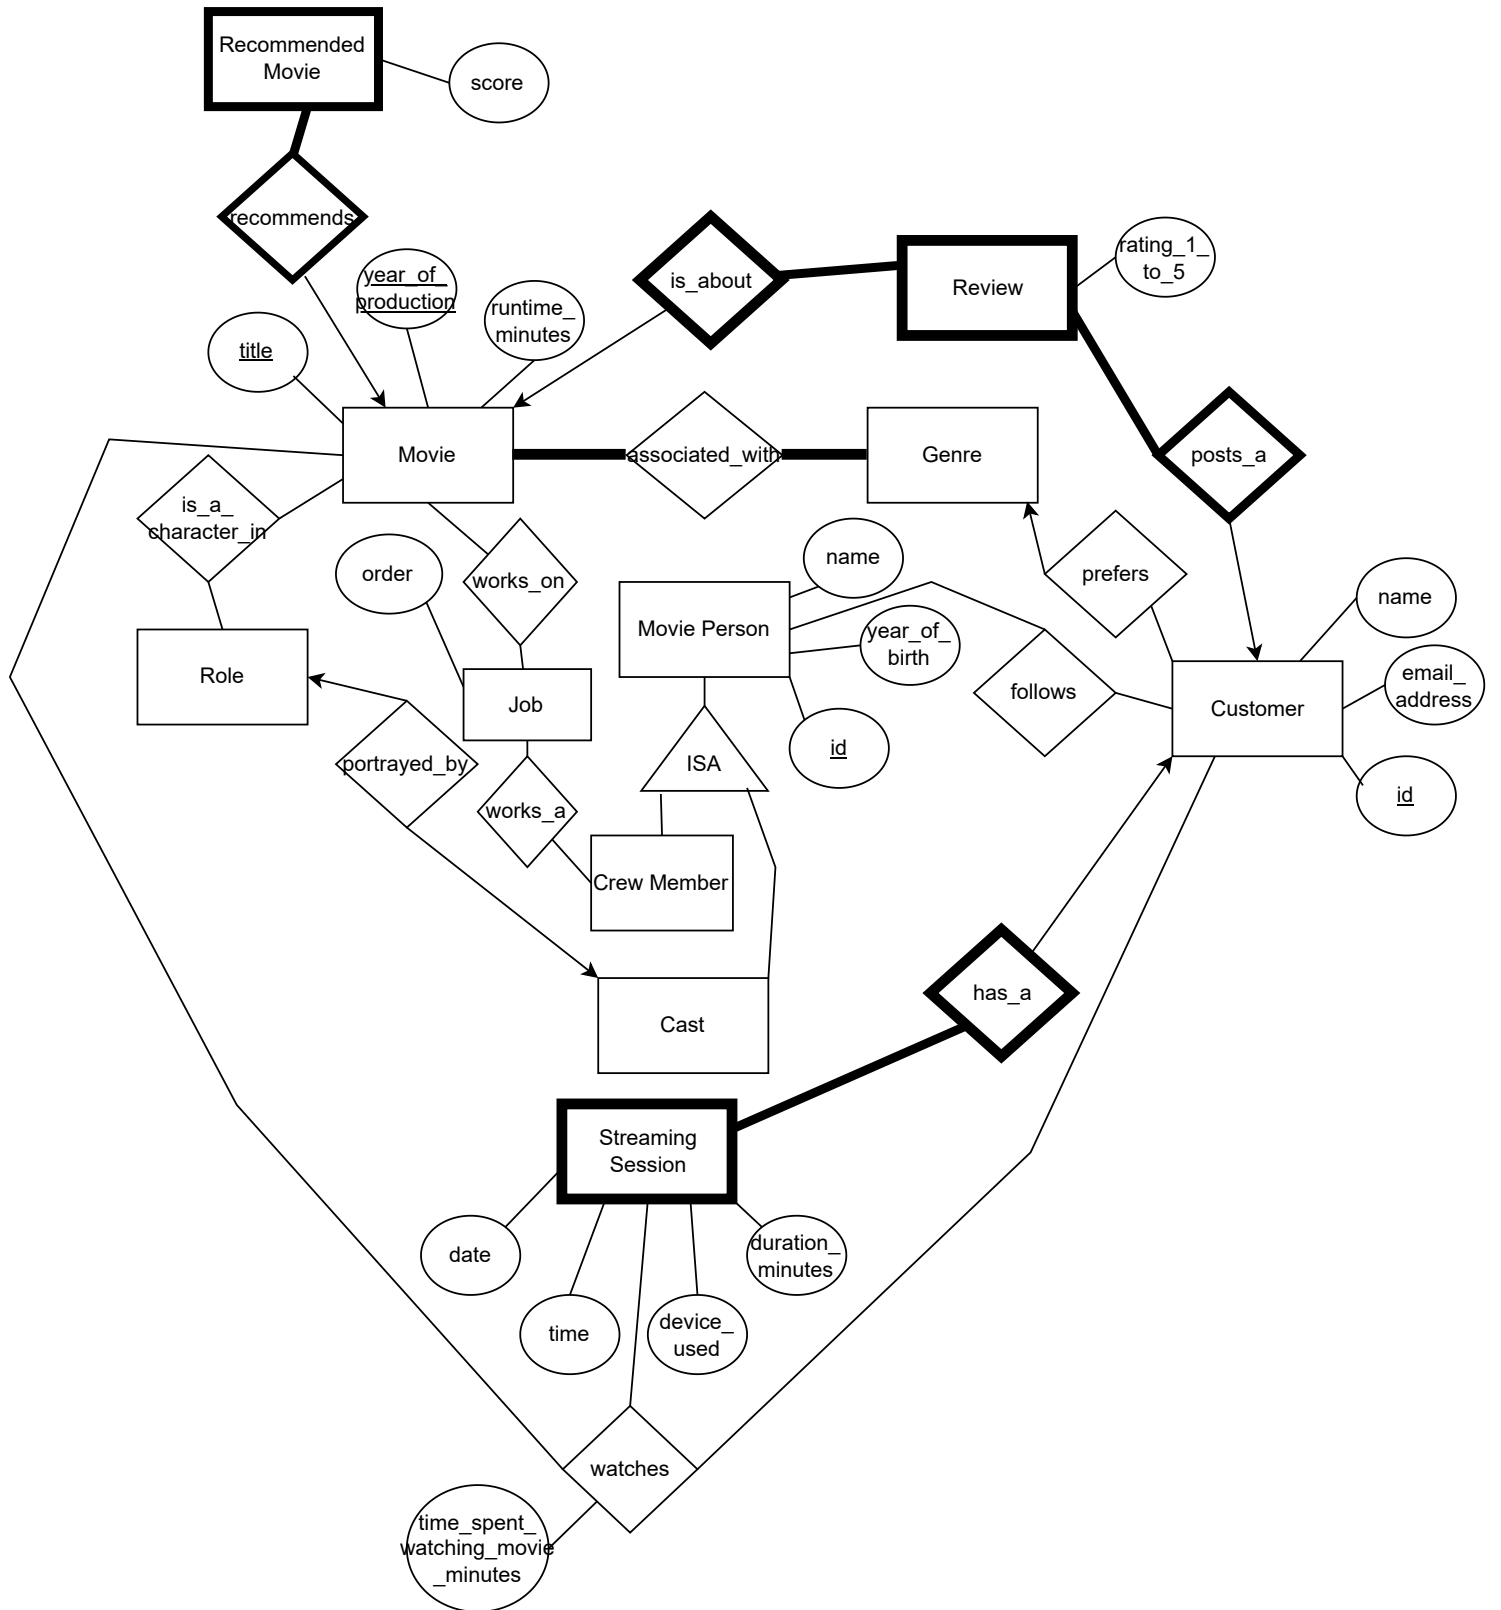 Recommended
Movie
score
recommends
is_about
Review
rating_1_
to_5
year_of_
production
runtime_
minutes
title
Movie
associated_with
Genre
posts_a
is_a_
character_in
order
works_on
name
prefers
Movie Person
year_of_
birth
follows
name
email_
address
Customer
Role
Job
id
id
portrayed_by
ISA
works_a
Crew Member
has_a
Cast
Streaming
Session
date
time
device_
used
duration_
minutes
watches
time_spent_
watching_movie
_minutes